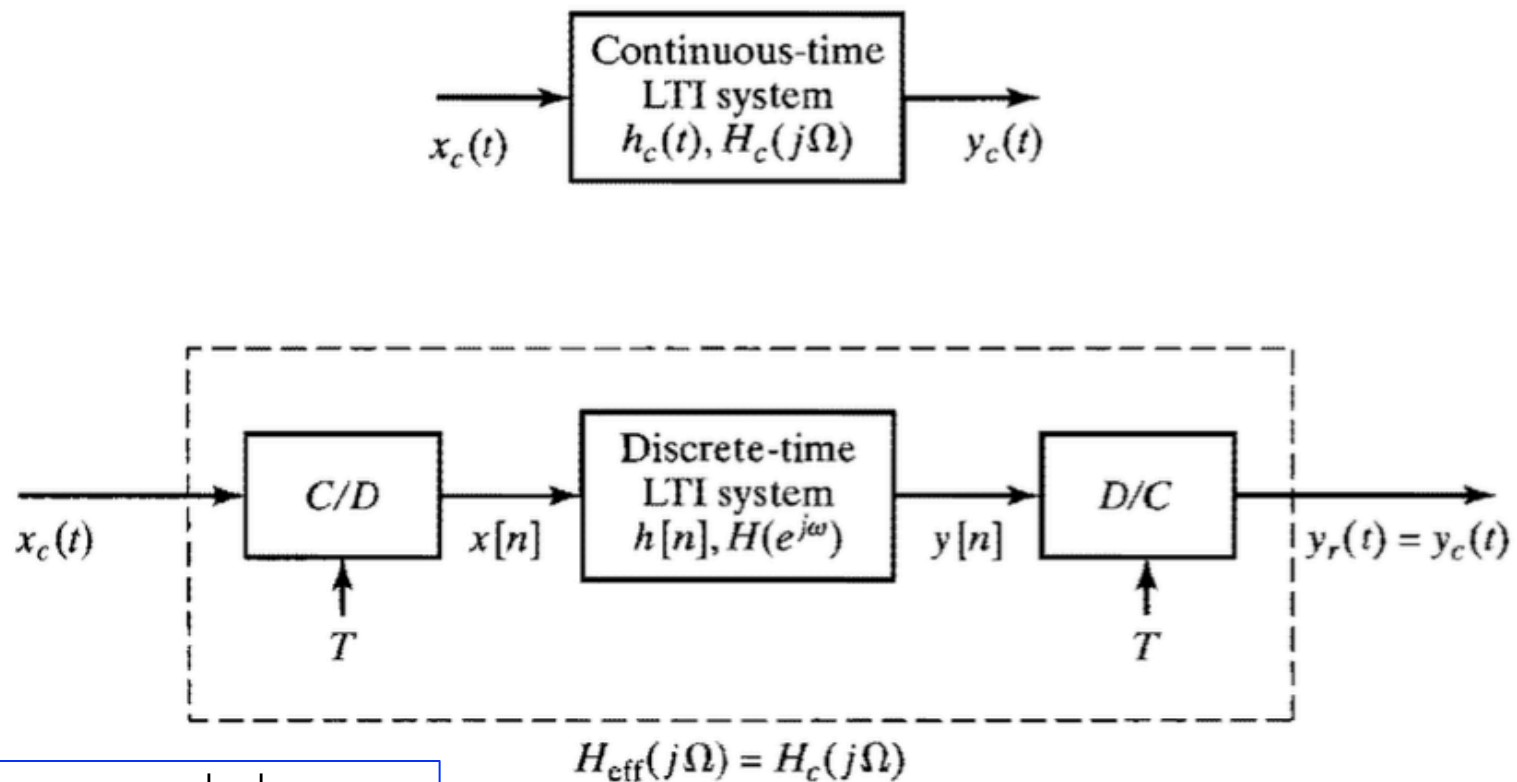 Continuous-time
LTI system
h_c(t), H_c(jΩ)
x_c(t)
y_c(t)
C/D
Discrete-time
LTI system
h[n], H(e^{jω})
D/C
x_c(t)
x[n]
y[n]
y_r(t) = y_c(t)
T
T
H_eff(jΩ) = H_c(jΩ)